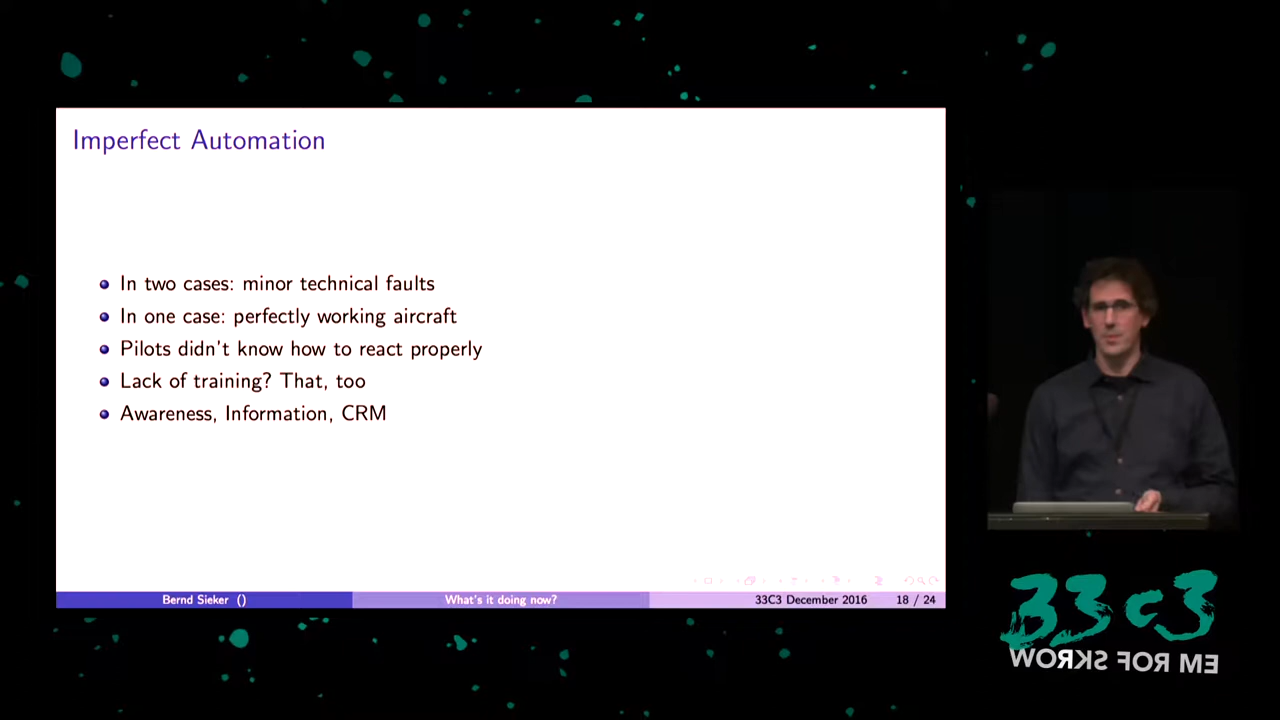 Imperfect Automation
In two cases: minor technical faults
In one case: perfectly working aircraft
Pilots didn't know how to react properly
Lack of training? That, too
Awareness, Information, CRM
Bernd Sieker () What's it doing now? 33C3 December 2016 18 / 24
33C3
WORKS FOR ME